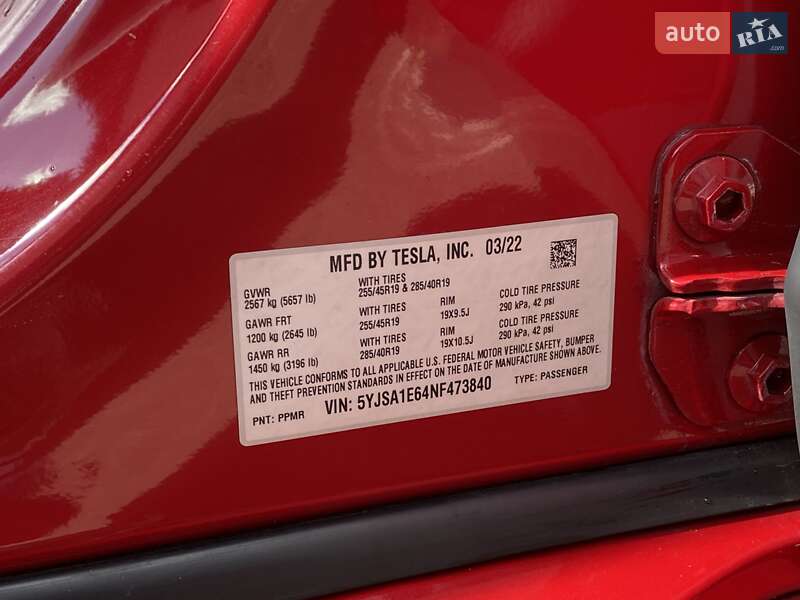 auto RIA.com
MFD BY TESLA, INC. 03/22
GVWR
2567 kg (5657 lb)
WITH TIRES
255/45R19 & 285/40R19
GAWR FRT
1200 kg (2645 lb)
WITH TIRES
255/45R19
RIM
19X9.5J
COLD TIRE PRESSURE
290 kPa, 42 psi
GAWR RR
1450 kg (3196 lb)
WITH TIRES
285/40R19
RIM
19X10.5J
COLD TIRE PRESSURE
290 kPa, 42 psi
THIS VEHICLE CONFORMS TO ALL APPLICABLE U.S. FEDERAL MOTOR VEHICLE SAFETY, BUMPER
AND THEFT PREVENTION STANDARDS IN EFFECT ON THE DATE OF MANUFACTURE SHOWN ABOVE.
PNT: PPMR VIN: 5YJSA1E64NF473840 TYPE: PASSENGER